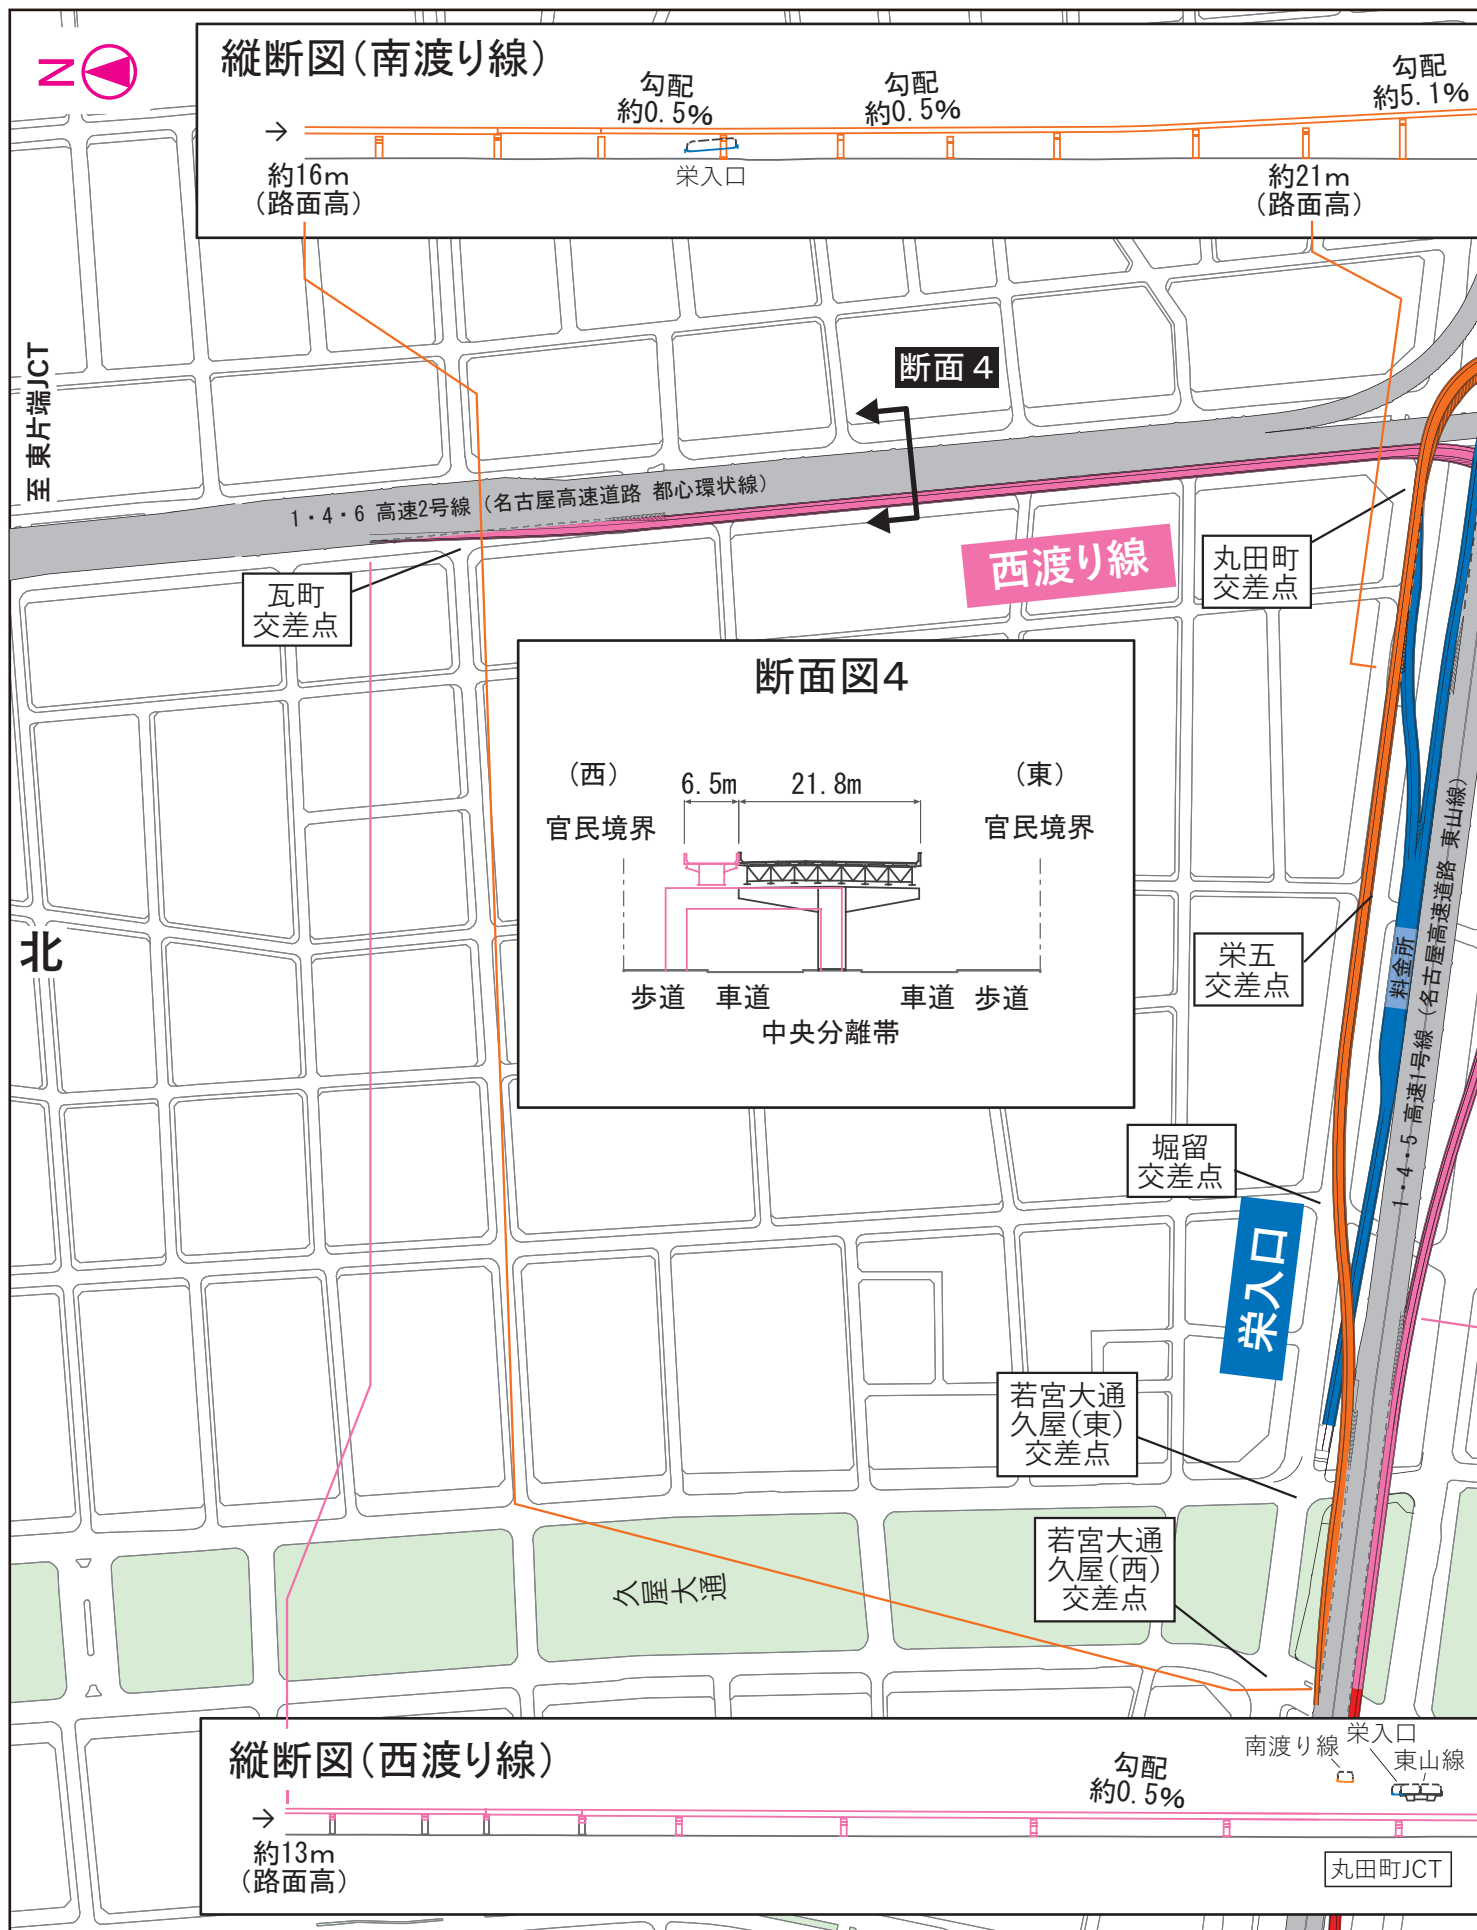 N
縦断図(南渡り線)
勾配
約0.5%
勾配
約0.5%
勾配
約5.1%
→
栄入口
約16m
(路面高)
約21m
(路面高)
至 東片端JCT
断面4
1・4・6 高速2号線 (名古屋高速道路 都心環状線)
西渡り線
瓦町
交差点
丸田町
交差点
断面図4
(西)
6.5m
21.8m
(東)
官民境界
官民境界
歩道
車道
車道
歩道
中央分離帯
北
栄五
交差点
料金所
1・4・5 高速1号線 (名古屋高速道路 東山線)
堀留
交差点
栄入口
若宮大通
久屋(東)
交差点
若宮大通
久屋(西)
交差点
久屋大通
縦断図(西渡り線)
勾配
約0.5%
南渡り線
栄入口
東山線
→
約13m
(路面高)
丸田町JCT